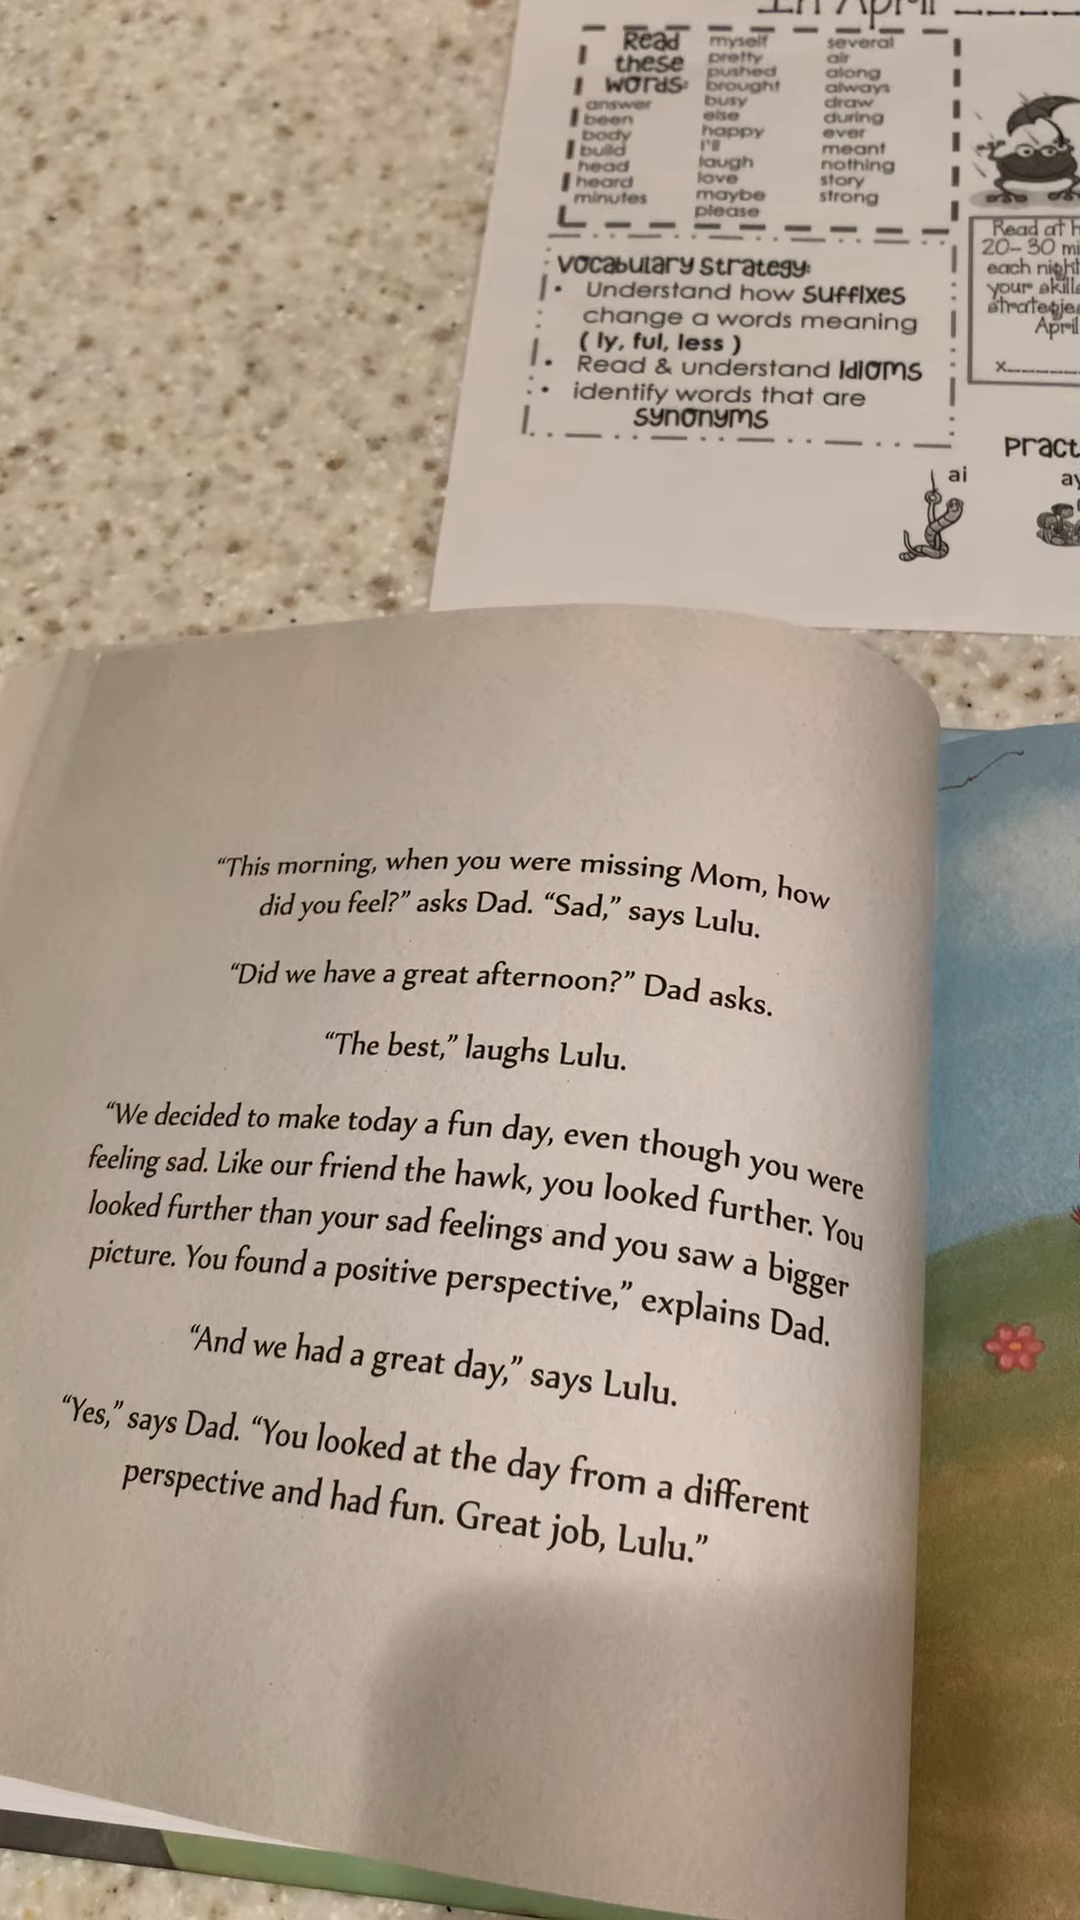 In April
Read
these
words:
answer
been
body
build
head
heard
minutes
myself
pretty
pushed
brought
busy
else
happy
I'll
laugh
love
maybe
please
several
air
along
always
draw
during
ever
meant
nothing
story
strong
Vocabulary Strategy:
• Understand how suffixes
change a words meaning
( ly, ful, less )
• Read & understand Idioms
• identify words that are
synonyms
Read at
20-30
each night
your
April
x
ai
“This morning, when you were missing Mom, how
did you feel?” asks Dad. “Sad,” says Lulu.
“Did we have a great afternoon?” Dad asks.
“The best,” laughs Lulu.
“We decided to make today a fun day, even though you were
feeling sad. Like our friend the hawk, you looked further. You
looked further than your sad feelings and you saw a bigger
picture. You found a positive perspective,” explains Dad.
“And we had a great day,” says Lulu.
“Yes,” says Dad. “You looked at the day from a different
perspective and had fun. Great job, Lulu.”